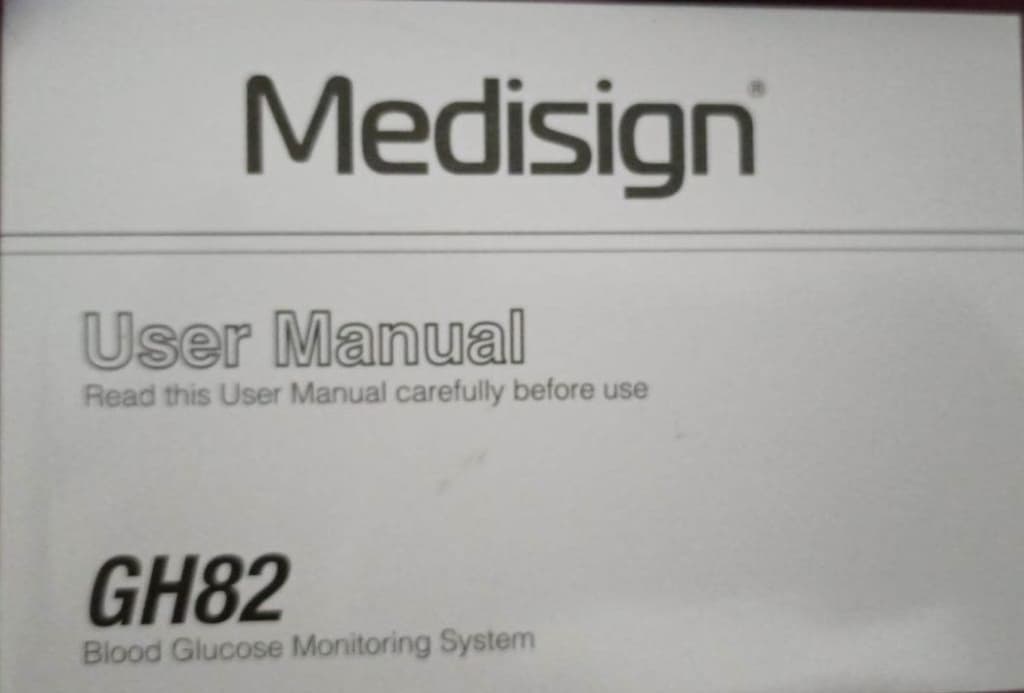 Medisign®
User Manual
Read this User Manual carefully before use
GH82
Blood Glucose Monitoring System